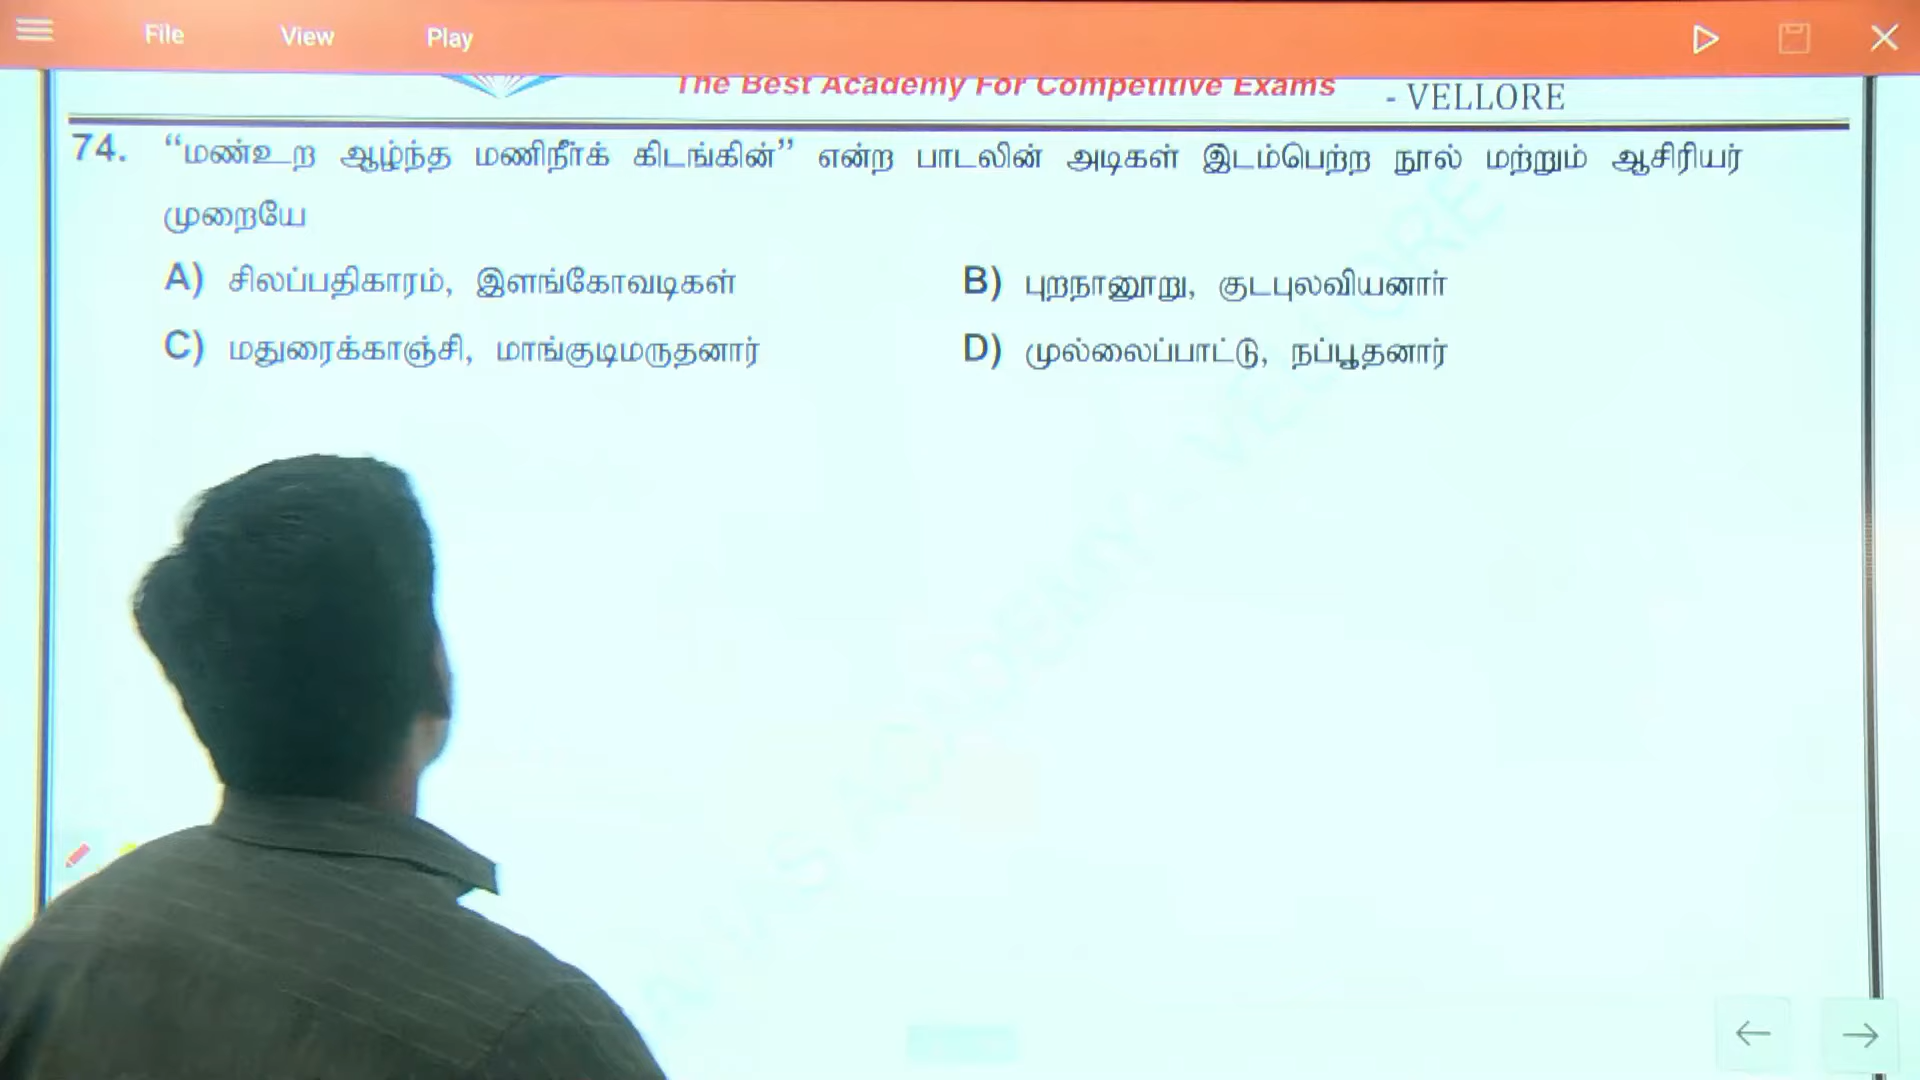 File View Play
The Best Academy For Competitive Exams - VELLORE
74. “மண்உற ஆழ்ந்த மணிநீர்க் கிடங்கின்” என்ற பாடலின் அடிகள் இடம்பெற்ற நூல் மற்றும் ஆசிரியர்
முறையே
A) சிலப்பதிகாரம், இளங்கோவடிகள் B) புறநானூறு, குடபுலவியனார்
C) மதுரைக்காஞ்சி, மாங்குடிமருதனார் D) முல்லைப்பாட்டு, நப்பூதனார்
ACADEMY - VELLORE